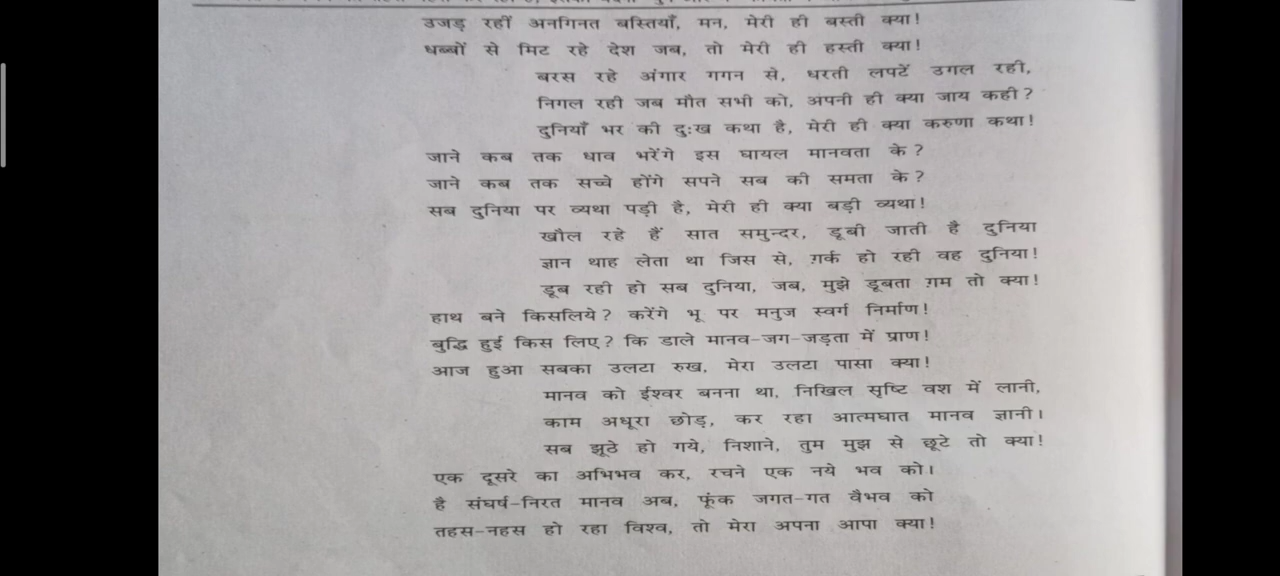 उजड़ रहीं अनगिनत बस्तियाँ, मन, मेरी ही बस्ती क्या!
धब्बों से मिट रहे देश जब, तो मेरी ही हस्ती क्या!
बरस रहे अंगार गगन से, धरती लपटें उगल रही,
निगल रही जब मौत सभी को, अपनी ही क्या जाय कही?
दुनियाँ भर की दुःख कथा है, मेरी ही क्या करुणा कथा!
जाने कब तक धाव भरेंगे इस घायल मानवता के?
जाने कब तक सच्चे होंगे सपने सब की समता के?
सब दुनिया पर व्यथा पड़ी है, मेरी ही क्या बड़ी व्यथा!
खौल रहे हैं सात समुन्दर, डूबी जाती है दुनिया
ज्ञान थाह लेता था जिस से, ग़र्क हो रही वह दुनिया!
डूब रही हो सब दुनिया, जब, मुझे डूबता ग़म तो क्या!
हाथ बने किसलिये? करेंगे भू पर मनुज स्वर्ग निर्माण!
बुद्धि हुई किस लिए? कि डाले मानव-जग-जड़ता में प्राण!
आज हुआ सबका उलटा रुख, मेरा उलटा पासा क्या!
मानव को ईश्वर बनना था, निखिल सृष्टि वश में लानी,
काम अधूरा छोड़, कर रहा आत्मघात मानव ज्ञानी।
सब झूठे हो गये, निशाने, तुम मुझ से छूटे तो क्या!
एक दूसरे का अभिभव कर, रचने एक नये भव को।
है संघर्ष-निरत मानव अब, फूंक जगत-गत वैभव को
तहस-नहस हो रहा विश्व, तो मेरा अपना आपा क्या!